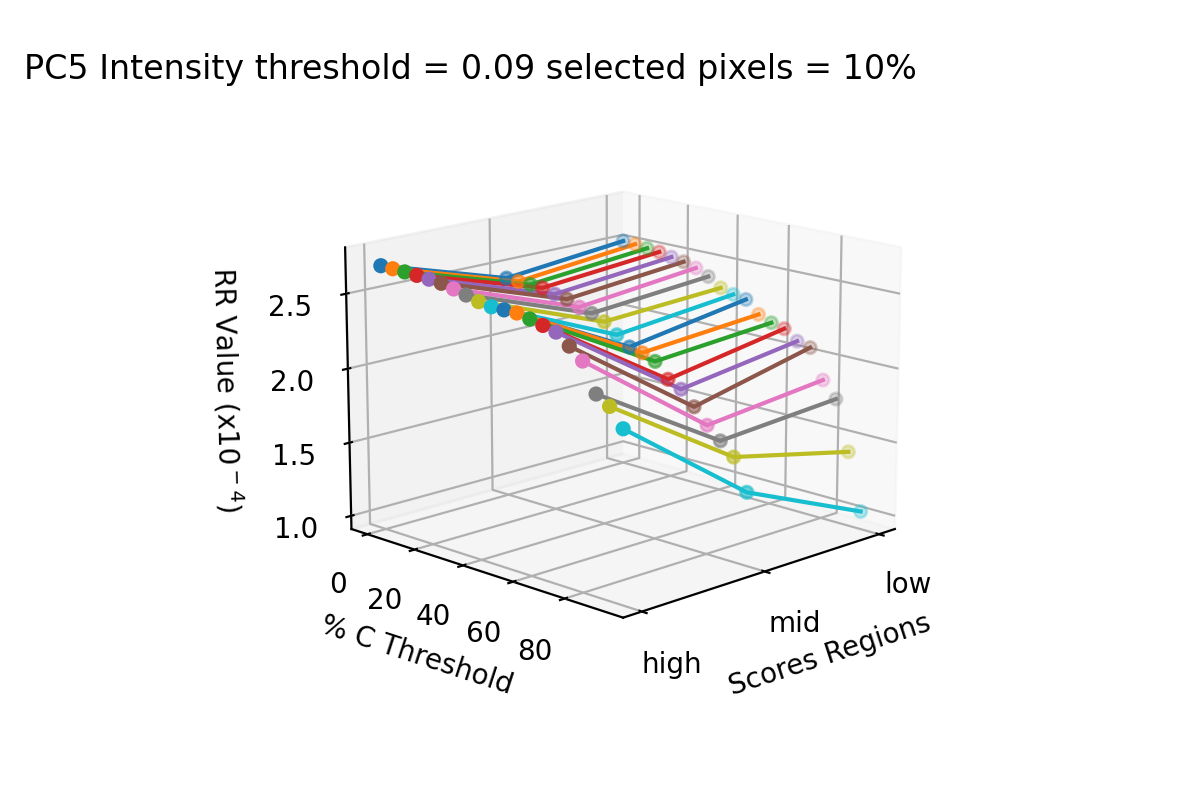 PC5 Intensity threshold = 0.09 selected pixels = 10%
RR Value (x10⁻⁴)
2.5
2.0
1.5
1.0
0
20
40
60
80
% C Threshold
high
mid
low
Scores Regions